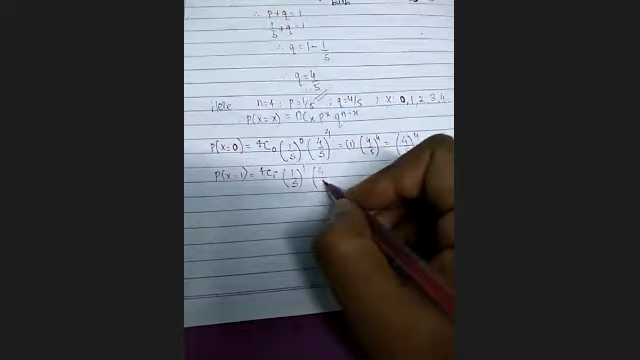 bulb
∴ p+q=1
1/5+q=1
∴ q=1-1/5
∴ q=4/5
Here n=4 ; p=1/5 ; q=4/5 ; x: 0,1,2,3,4.
∴ p(X=x) = nCx p^x q^n-x
p(x=0) = 4C0 (1/5)^0 (4/5)^4 = (1) (4/5)^4 = (4/5)^4
p(x=1) = 4C1 (1/5)^1 (4